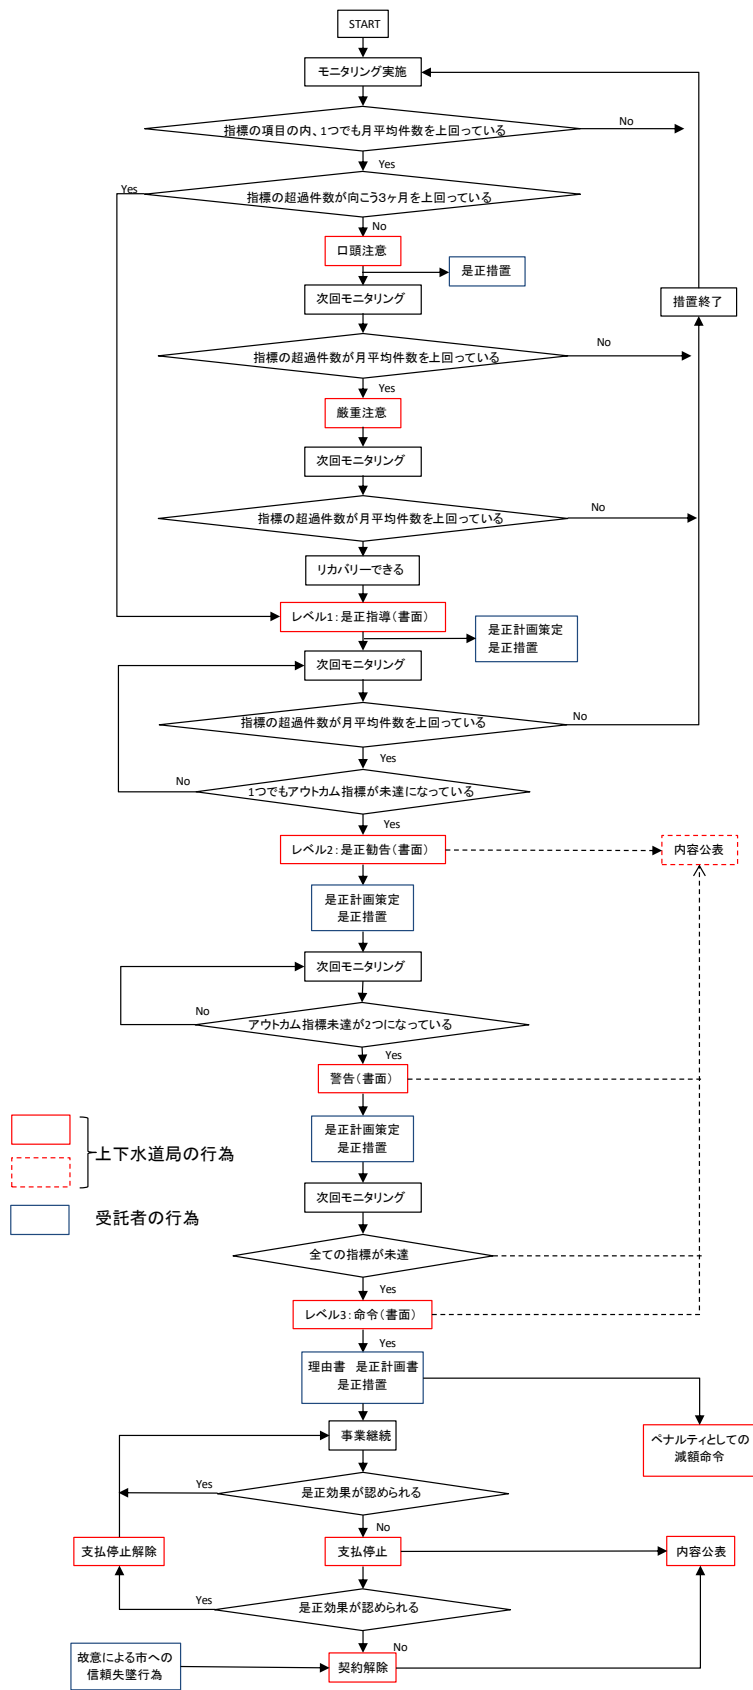 START
モニタリング実施
指標の項目の内、1つでも月平均件数を上回っている
No
Yes
Yes
指標の超過件数が向こう3ヶ月を上回っている
No
口頭注意
是正措置
次回モニタリング
措置終了
指標の超過件数が月平均件数を上回っている
No
Yes
厳重注意
次回モニタリング
指標の超過件数が月平均件数を上回っている
No
リカバリーできる
レベル1：是正指導（書面）
是正計画策定
是正措置
次回モニタリング
指標の超過件数が月平均件数を上回っている
No
Yes
No
1つでもアウトカム指標が未達になっている
Yes
レベル2：是正勧告（書面）
内容公表
是正計画策定
是正措置
次回モニタリング
No
アウトカム指標未達が2つになっている
Yes
警告（書面）
是正計画策定
是正措置
上下水道局の行為
次回モニタリング
受託者の行為
全ての指標が未達
Yes
レベル3：命令（書面）
Yes
理由書　是正計画書
是正措置
事業継続
ペナルティとしての
減額命令
Yes
是正効果が認められる
No
支払停止解除
支払停止
内容公表
Yes
是正効果が認められる
No
故意による市への
信頼失墜行為
契約解除